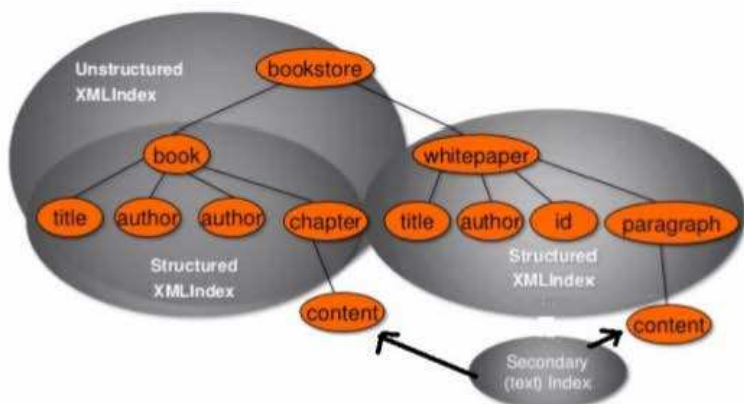 Unstructured
XMLIndex
bookstore
book
whitepaper
title
author
author
chapter
title
author
id
paragraph
Structured
XMLIndex
Structured
XMLIndex
content
content
Secondary
(text) Index